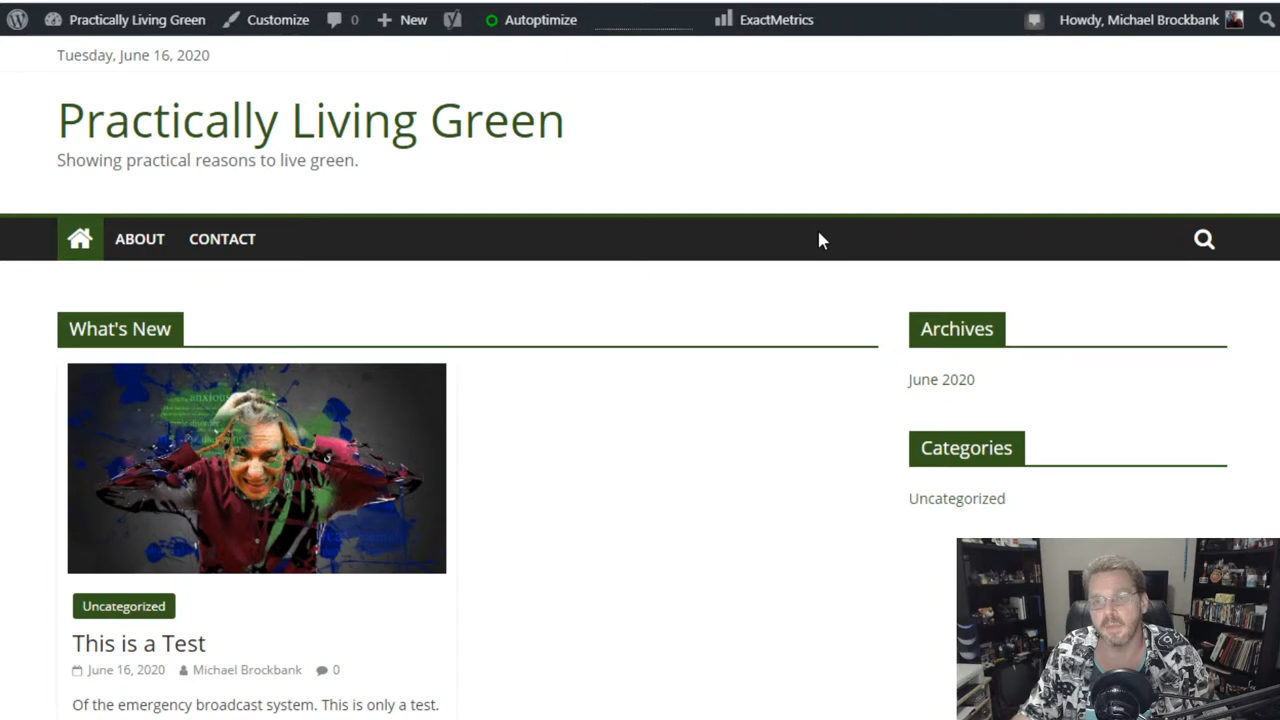 Practically Living Green Customize 0 New Autoptimize ExactMetrics Howdy, Michael Brockbank
Tuesday, June 16, 2020
Practically Living Green
Showing practical reasons to live green.
ABOUT CONTACT
What's New
Archives
June 2020
anxious
disorder
Categories
Uncategorized
Uncategorized
This is a Test
June 16, 2020 Michael Brockbank 0
Of the emergency broadcast system. This is only a test.